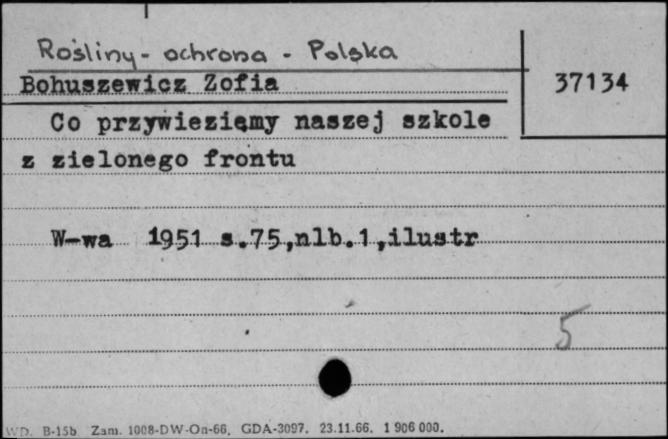 Rośliny - ochrona - Polska
Bohuszewicz Zofia
37134
Co przywieziemy naszej szkole
z zielonego frontu
W-wa 1951 s.75,nlb.1,ilustr
5
WD. B-15b Zam. 1008-DW-On-66. GDA-3097. 23.11.66. 1 906 000.